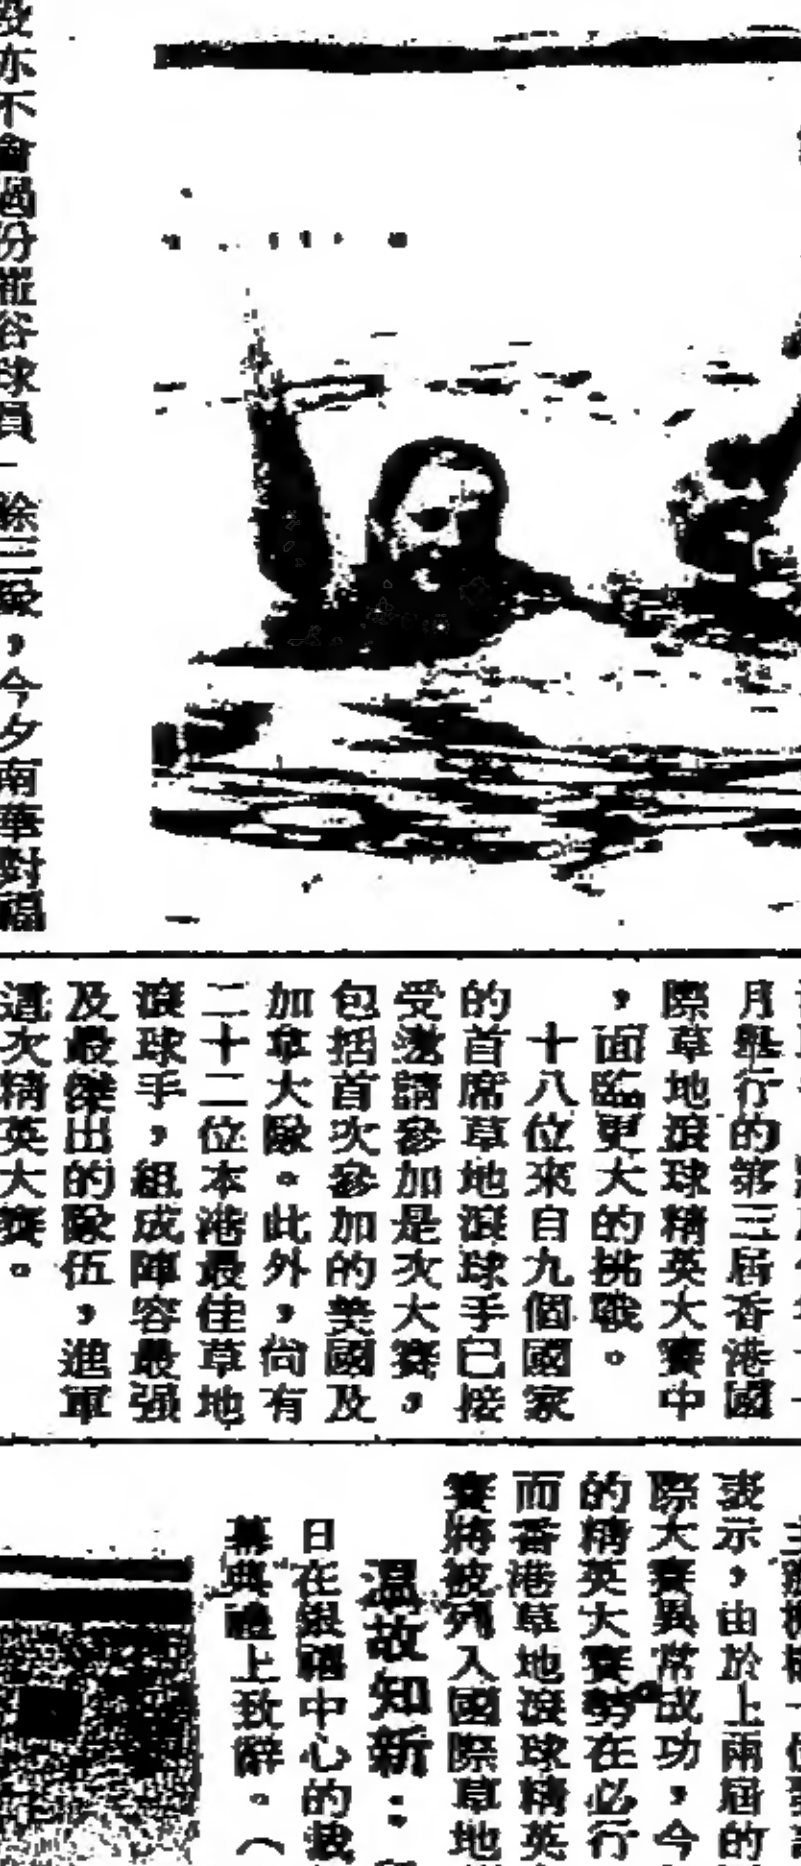 月舉行的第三屆香港國
際草地滾球精英大賽中
，面臨更大的挑戰。
十八位來自九個國家
的首席草地滾球手已接
受邀請參加是次大賽，
包括首次參加的美國及
加拿大隊。此外，尚有
二十二位本港最佳草地
滾球手，組成陣容最强
及最傑出的隊伍，進軍
這次精英大賽。
段亦不會過份 谷球員－除三聚，今夕南華對福
表示，由於上兩屆的
際大賽異常成功，今
的精英大賽勢在必行
而香港草地滾球精英
賽將被列入國際草地
溫故知新：
日在銀禧中心的
幕典禮上致辭。（